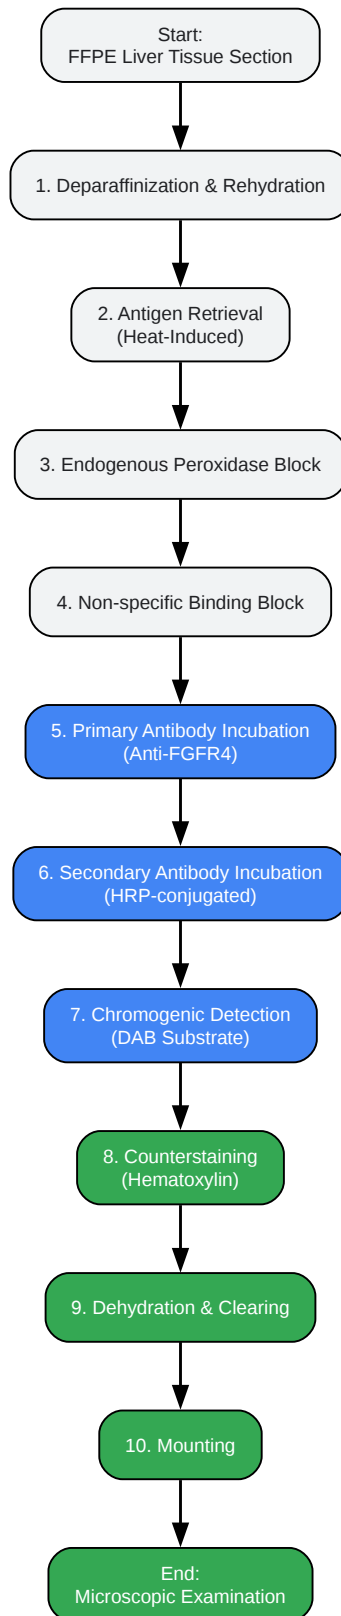 Start:
FFPE Liver Tissue Section
1. Deparaffinization & Rehydration
2. Antigen Retrieval
(Heat-Induced)
3. Endogenous Peroxidase Block
4. Non-specific Binding Block
5. Primary Antibody Incubation
(Anti-FGFR4)
6. Secondary Antibody Incubation
(HRP-conjugated)
7. Chromogenic Detection
(DAB Substrate)
8. Counterstaining
(Hematoxylin)
9. Dehydration & Clearing
10. Mounting
End:
Microscopic Examination